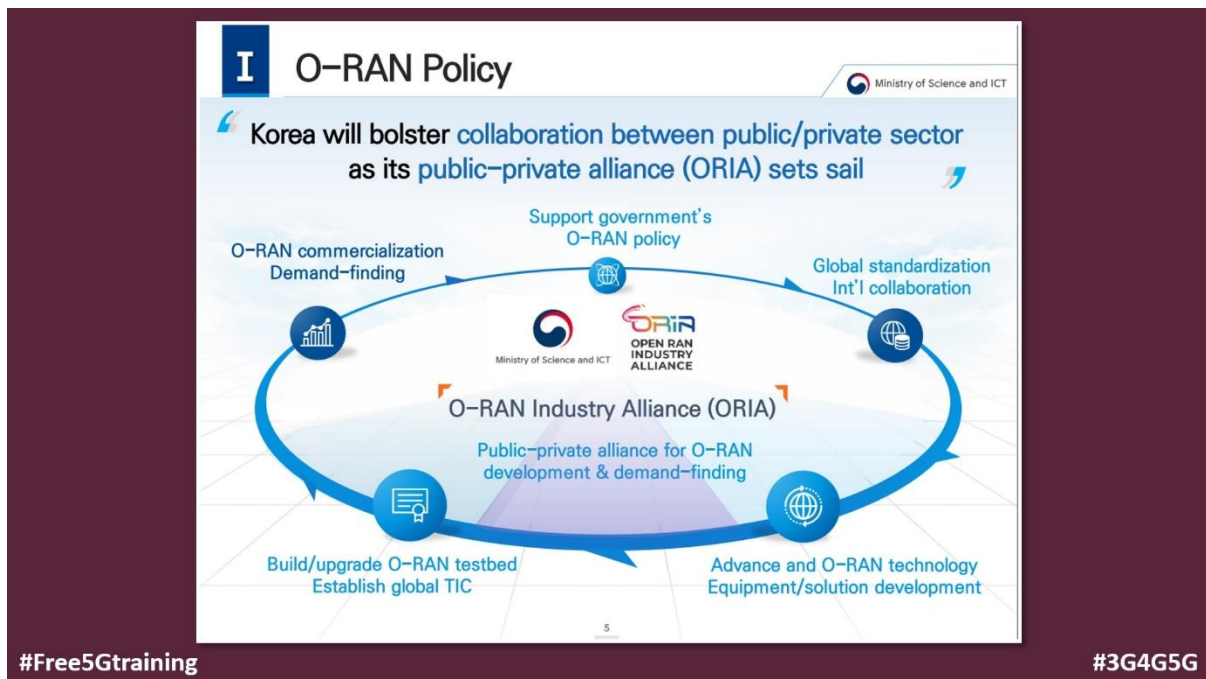 I
O-RAN Policy
Ministry of Science and ICT
“ Korea will bolster collaboration between public/private sector
as its public-private alliance (ORIA) sets sail ”
Support government's
O-RAN policy
O-RAN commercialization
Demand-finding
Global standardization
Int'l collaboration
Ministry of Science and ICT
ORIA
OPEN RAN
INDUSTRY
ALLIANCE
O-RAN Industry Alliance (ORIA)
Public-private alliance for O-RAN
development & demand-finding
Build/upgrade O-RAN testbed
Establish global TIC
Advance and O-RAN technology
Equipment/solution development
5
#Free5Gtraining
#3G4G5G